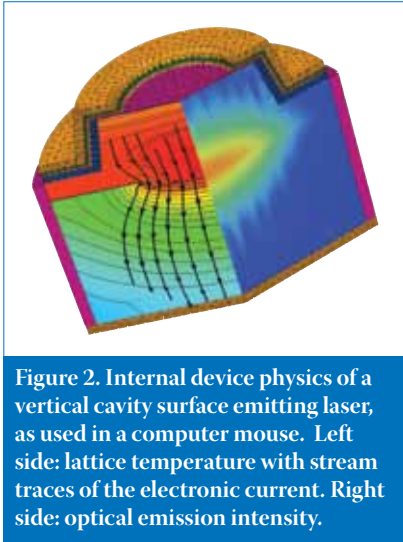 Figure 2. Internal device physics of a
vertical cavity surface emitting laser,
as used in a computer mouse. Left
side: lattice temperature with stream
traces of the electronic current. Right
side: optical emission intensity.